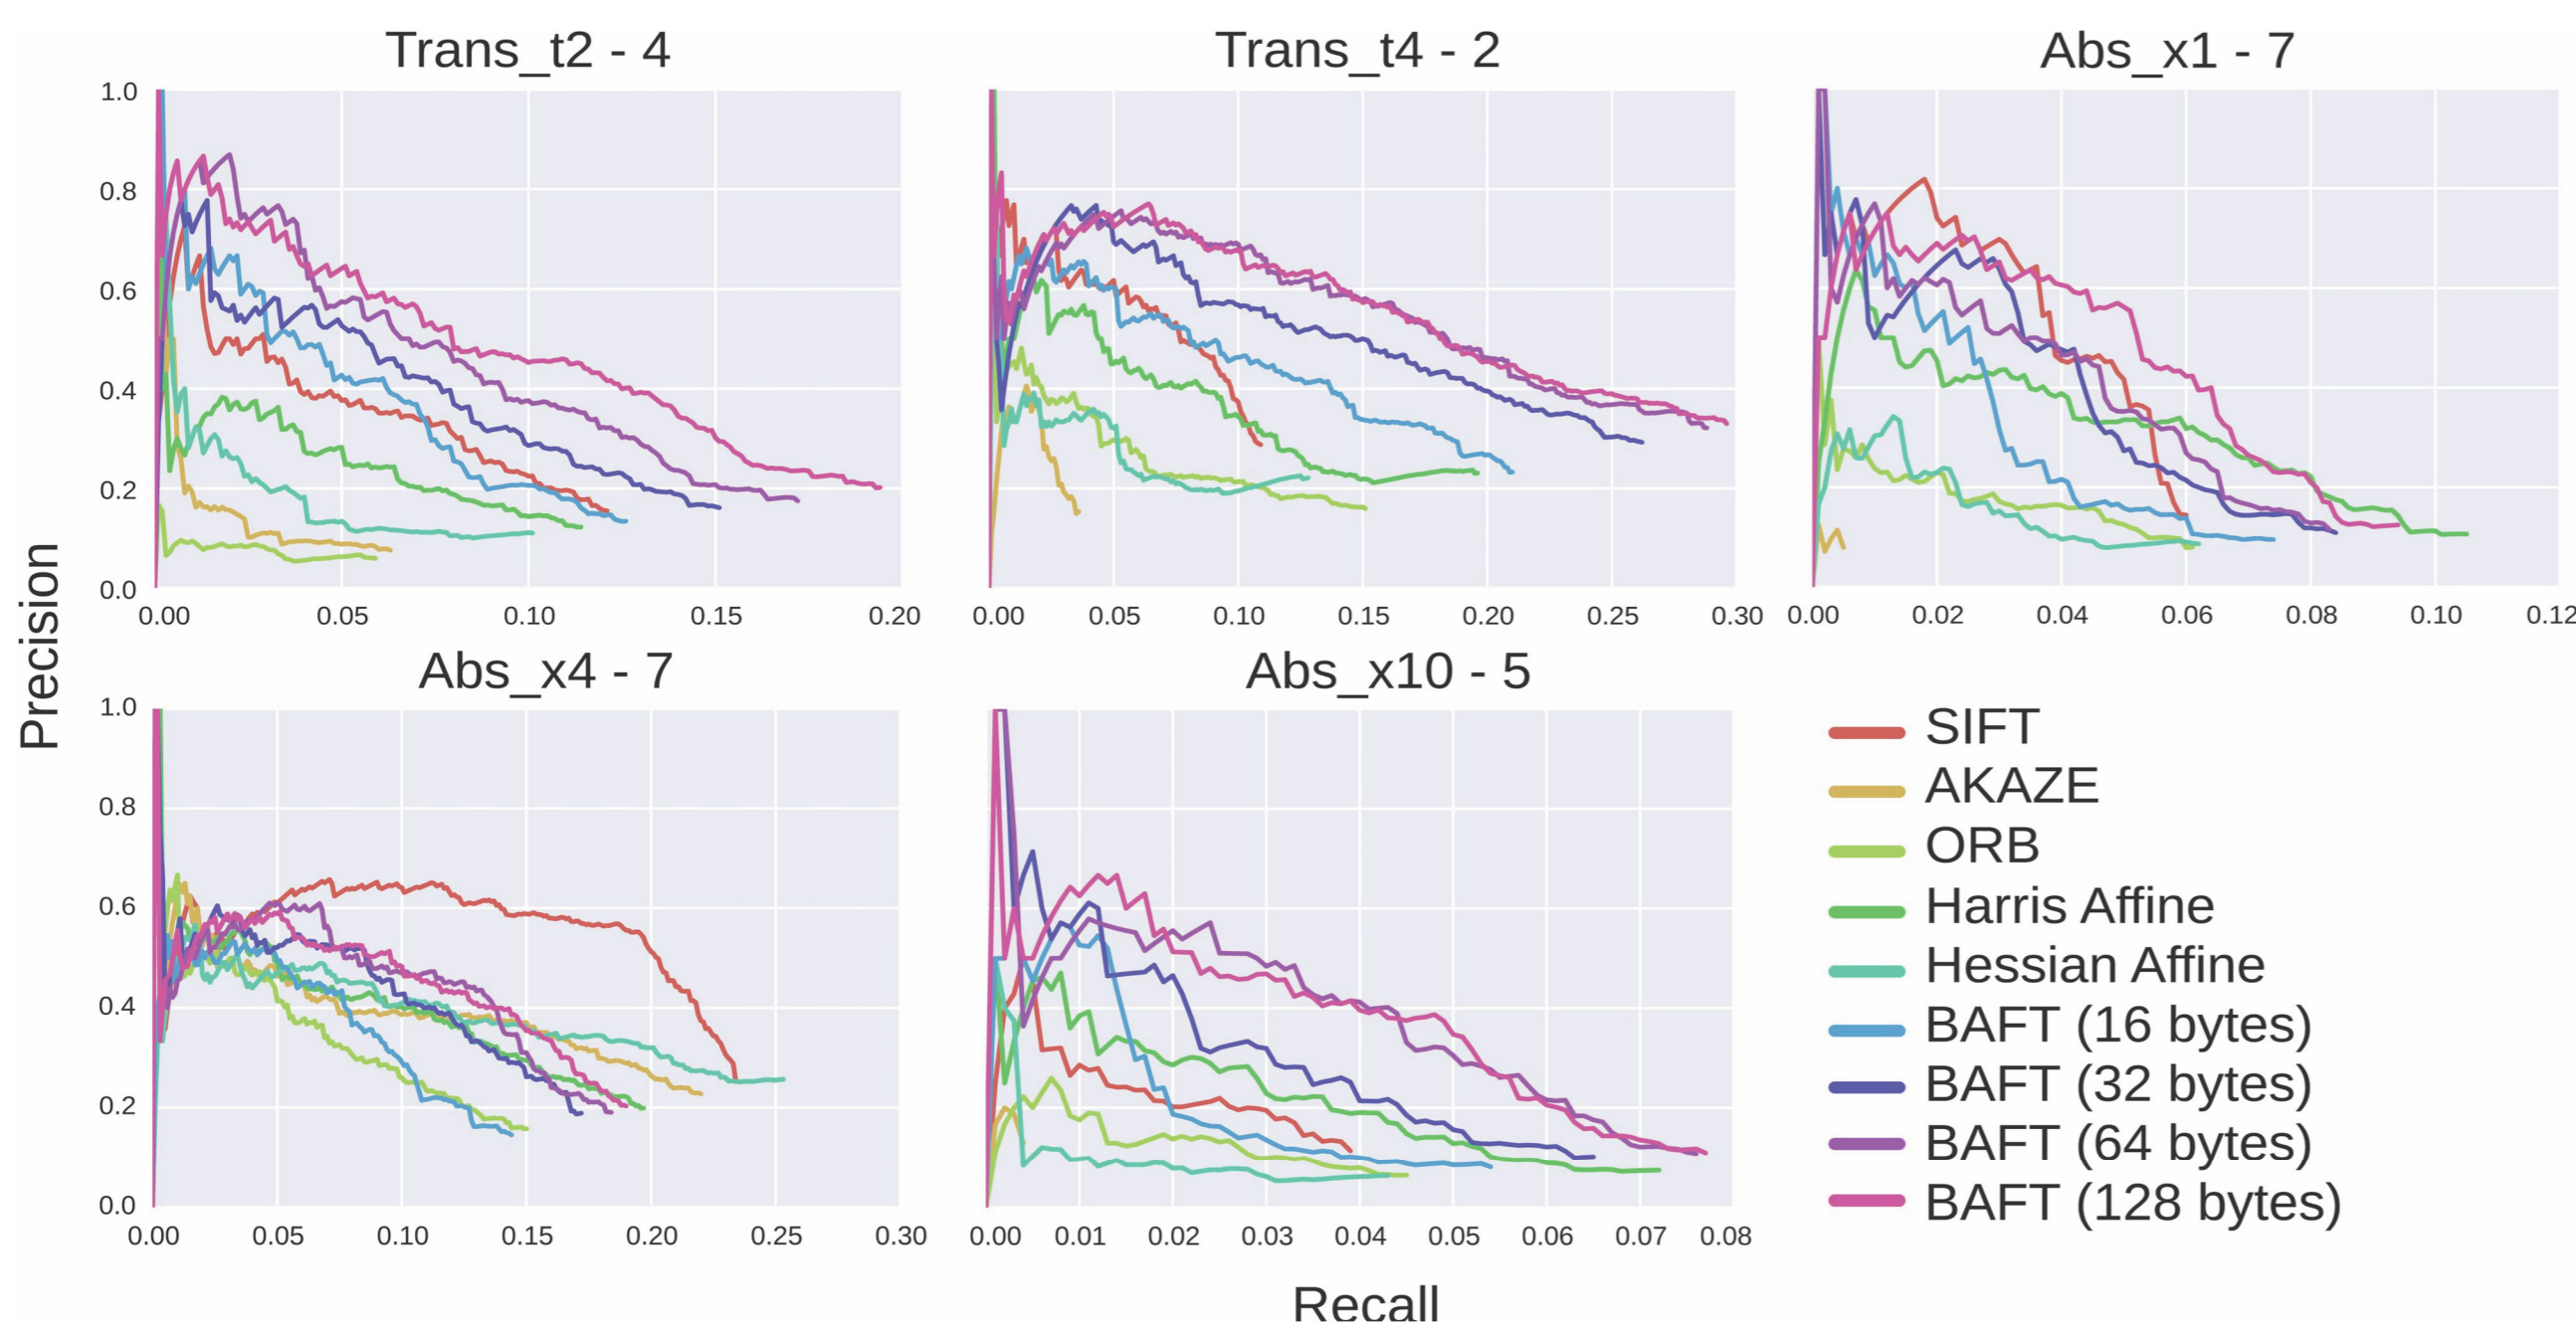 Trans_t2 - 4
Trans_t4 - 2
Abs_x1 - 7
1.0
0.8
0.6
0.4
0.2
0.0
0.00 0.05 0.10 0.15 0.20
0.00 0.05 0.10 0.15 0.20 0.25 0.30
0.00 0.02 0.04 0.06 0.08 0.10 0.12
Precision
Abs_x4 - 7
Abs_x10 - 5
1.0
0.8
0.6
0.4
0.2
0.0
0.00 0.05 0.10 0.15 0.20 0.25 0.30
0.00 0.01 0.02 0.03 0.04 0.05 0.06 0.07 0.08
SIFT
AKAZE
ORB
Harris Affine
Hessian Affine
BAFT (16 bytes)
BAFT (32 bytes)
BAFT (64 bytes)
BAFT (128 bytes)
Recall